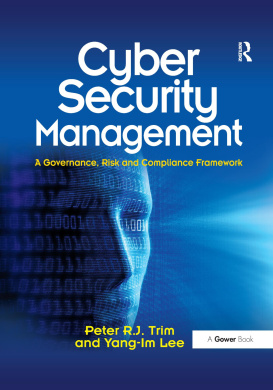 Cyber
Security
Management
A Governance, Risk and Compliance Framework
Peter R.J. Trim
and Yang-Im Lee
A Gower Book